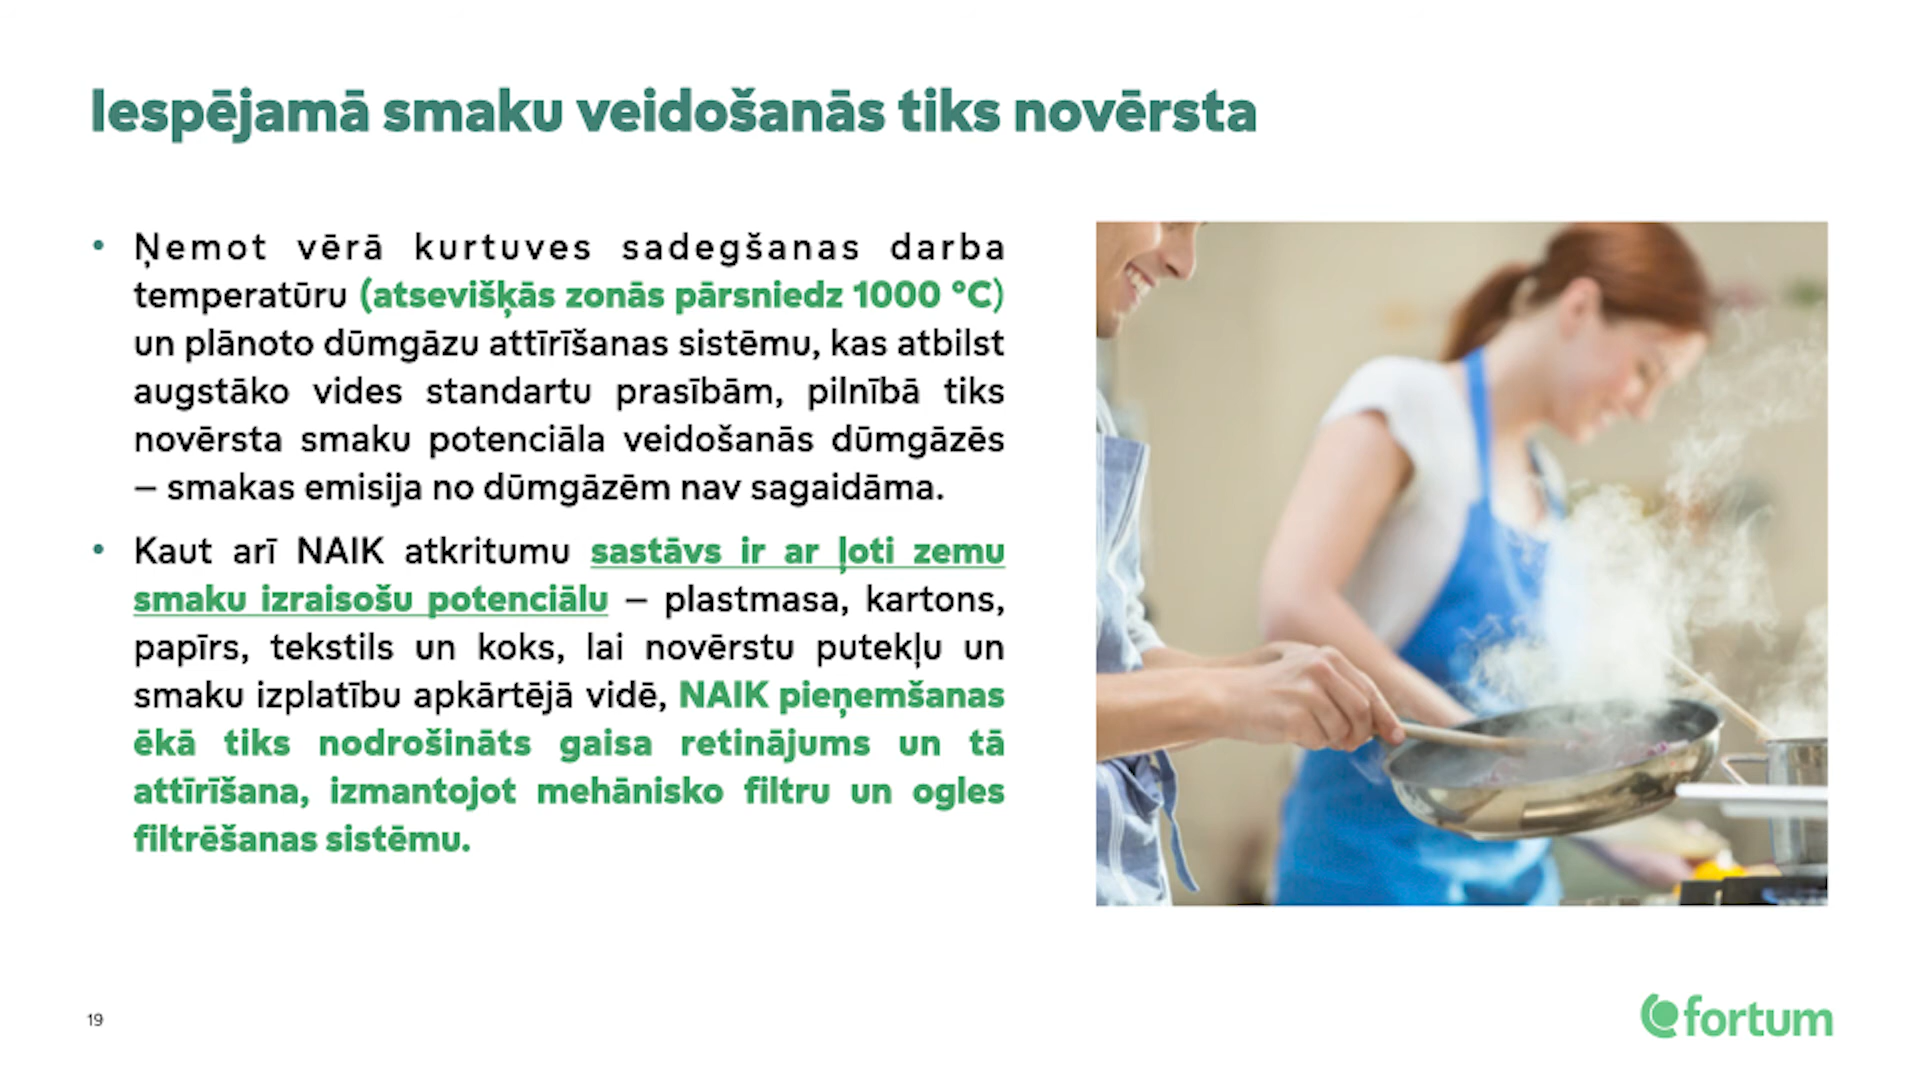 Iespējamā smaku veidošanās tiks novērsta
• Ņemot vērā kurtuves sadegšanas darba
temperatūru (atsevišķās zonās pārsniedz 1000 °C)
un plānoto dūmgāzu attīrīšanas sistēmu, kas atbilst
augstāko vides standartu prasībām, pilnībā tiks
novērsta smaku potenciāla veidošanās dūmgāzēs
– smakas emisija no dūmgāzēm nav sagaidāma.
• Kaut arī NAIK atkritumu sastāvs ir ar ļoti zemu
smaku izraisošu potenciālu – plastmasa, kartons,
papīrs, tekstils un koks, lai novērstu putekļu un
smaku izplatību apkārtējā vidē, NAIK pieņemšanas
ēkā tiks nodrošināts gaisa retinājums un tā
attīrīšana, izmantojot mehānisko filtru un ogles
filtrēšanas sistēmu.
19
fortum